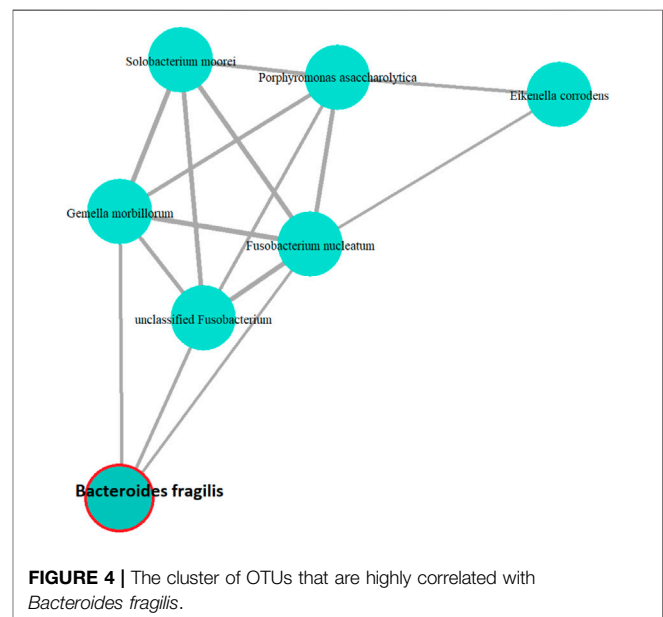 Solobacterium moorei
Porphyromonas asaccharolytica
Eikenella corrodens
Gemella morbillorum
Fusobacterium nucleatum
unclassified Fusobacterium
Bacteroides fragilis
FIGURE 4 | The cluster of OTUs that are highly correlated with
Bacteroides fragilis.